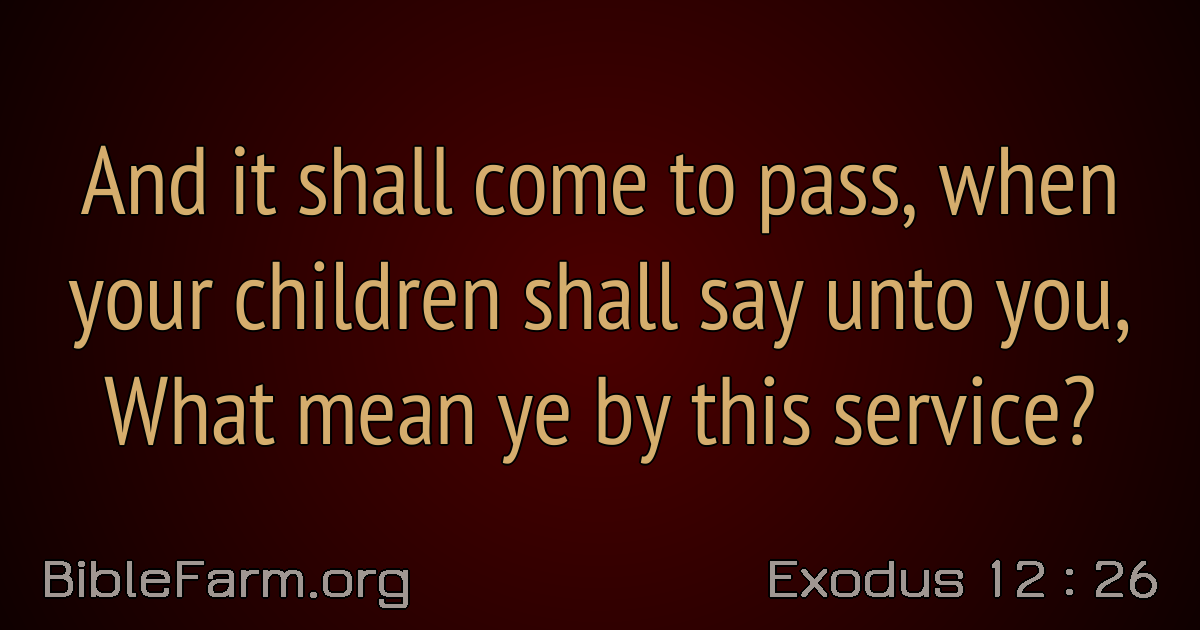 And it shall come to pass, when
your children shall say unto you,
What mean ye by this service?
BibleFarm.org
Exodus 12 : 26